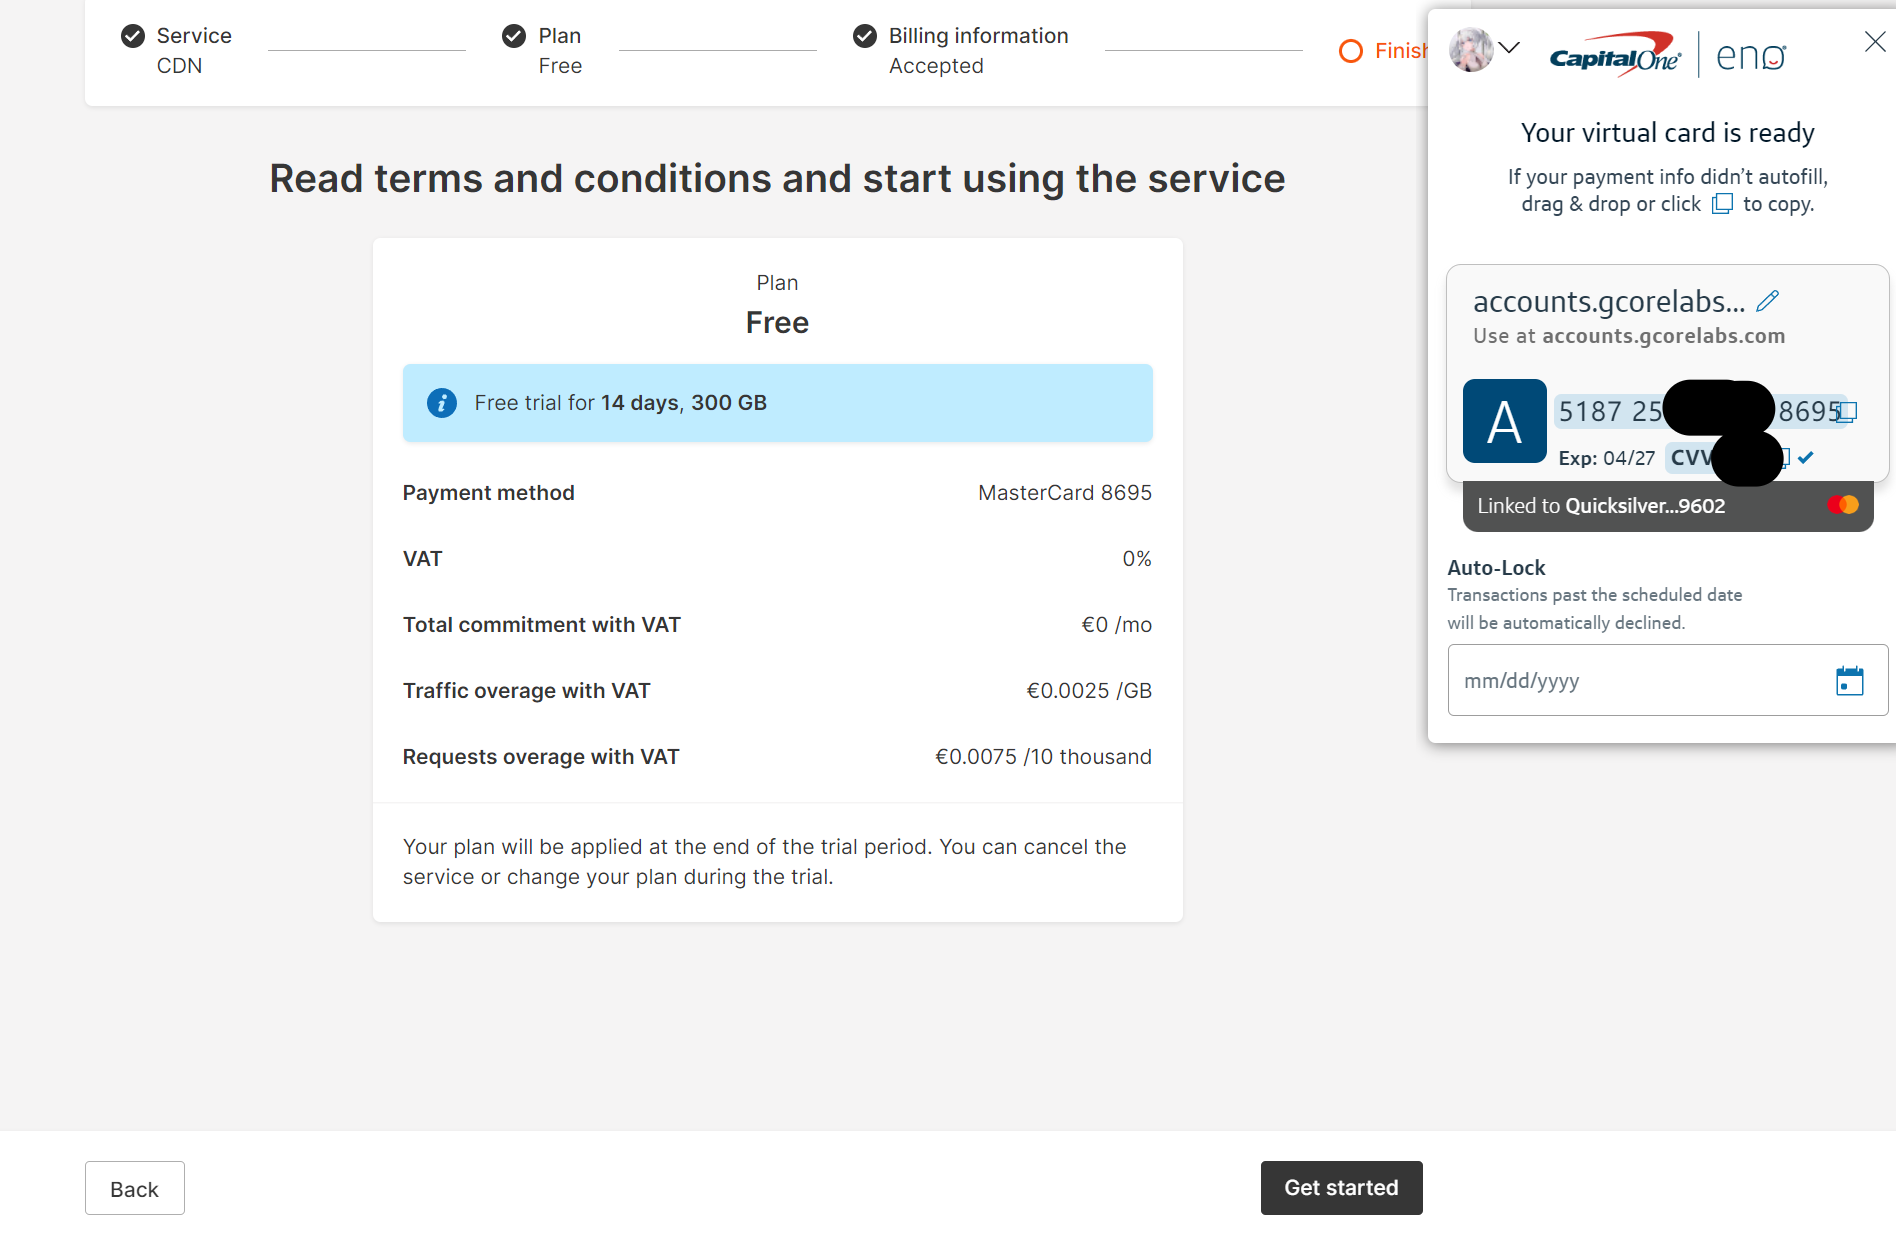 Service
CDN
Plan
Free
Billing information
Accepted
Finish
Read terms and conditions and start using the service
Plan
Free
Free trial for 14 days, 300 GB
Payment method MasterCard 8695
VAT 0%
Total commitment with VAT €0 /mo
Traffic overage with VAT €0.0025 /GB
Requests overage with VAT €0.0075 /10 thousand
Your plan will be applied at the end of the trial period. You can cancel the
service or change your plan during the trial.
Back
Get started
CapitalOne eno
Your virtual card is ready
If your payment info didn’t autofill,
drag & drop or click to copy.
accounts.gcorelabs...
Use at accounts.gcorelabs.com
A
5187 25 8695
Exp: 04/27 CVV
Linked to Quicksilver...9602
Auto-Lock
Transactions past the scheduled date
will be automatically declined.
mm/dd/yyyy